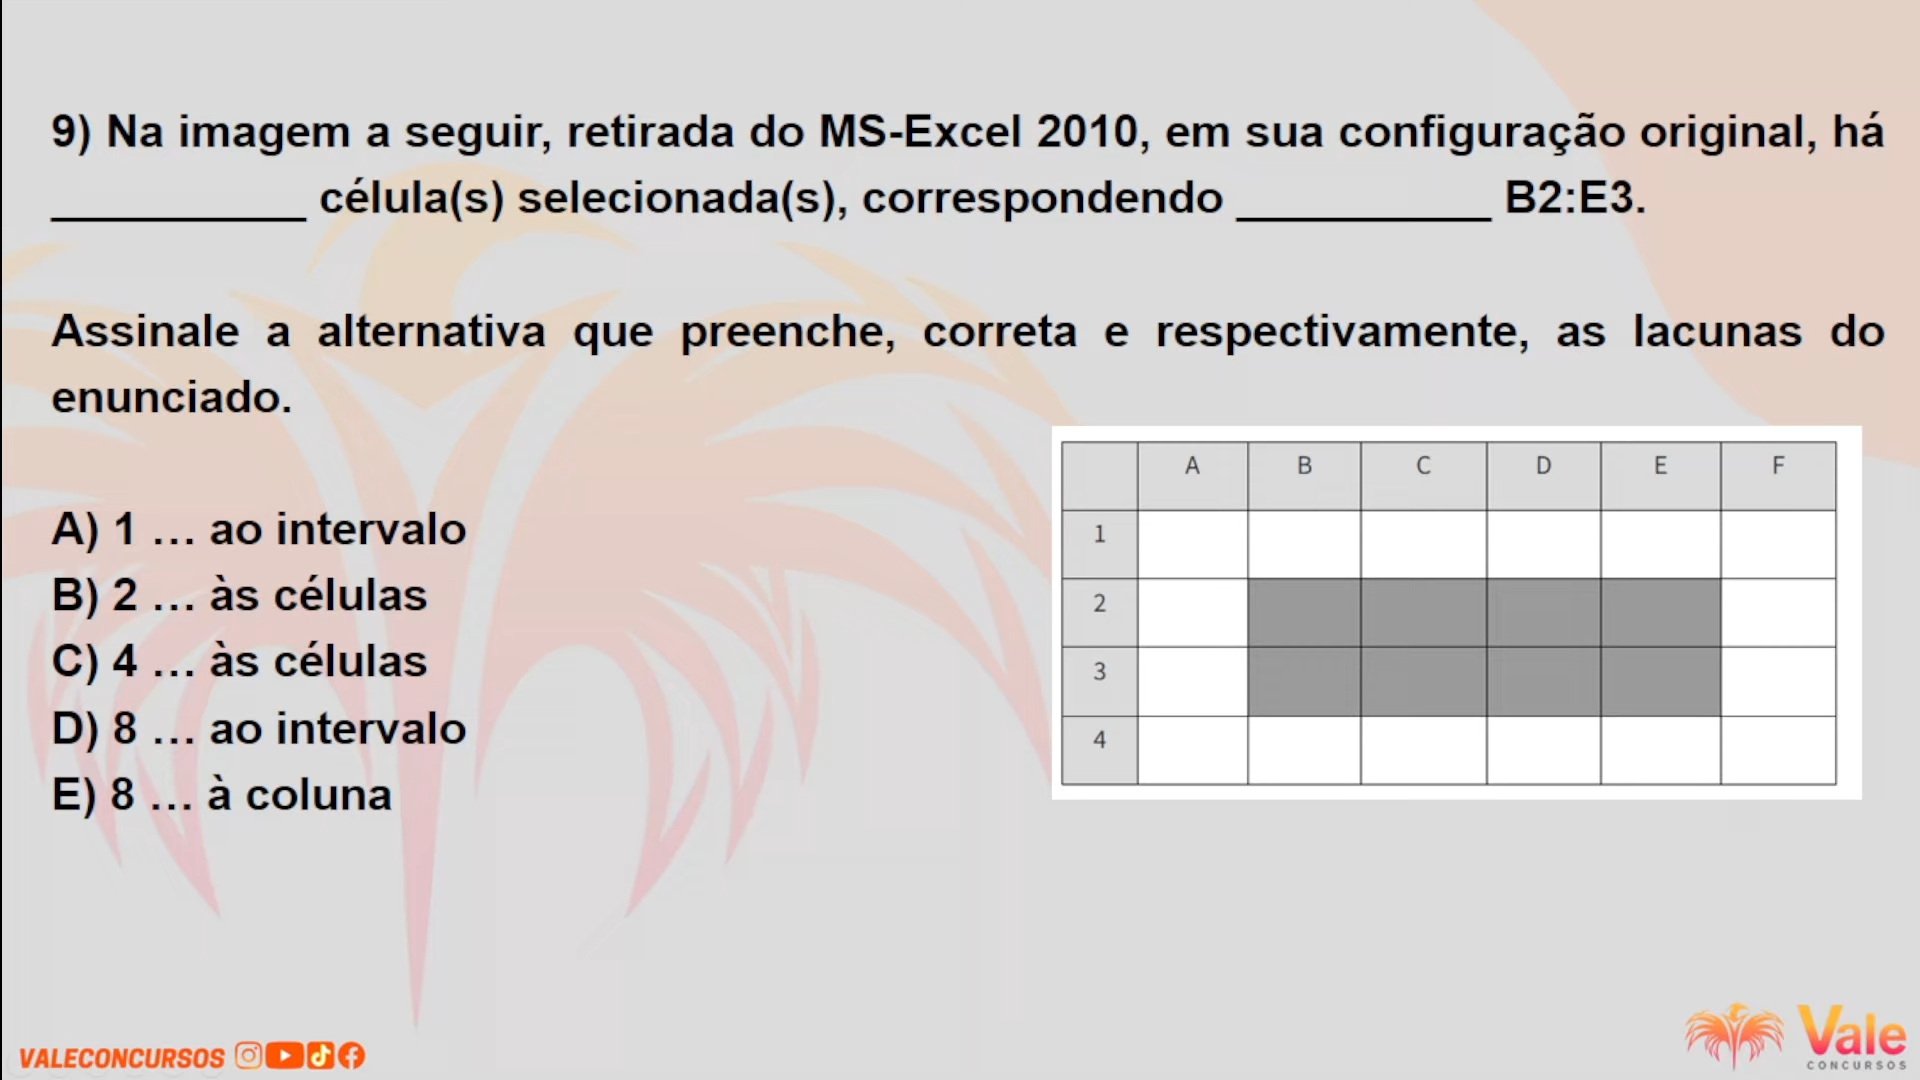 9) Na imagem a seguir, retirada do MS-Excel 2010, em sua configuração original, há
__________ célula(s) selecionada(s), correspondendo __________ B2:E3.
Assinale a alternativa que preenche, correta e respectivamente, as lacunas do
enunciado.
A) 1 … ao intervalo
B) 2 … às células
C) 4 … às células
D) 8 … ao intervalo
E) 8 … à coluna
A B C D E F
1
2
3
4
VALECONCURSOS
Vale
CONCURSOS